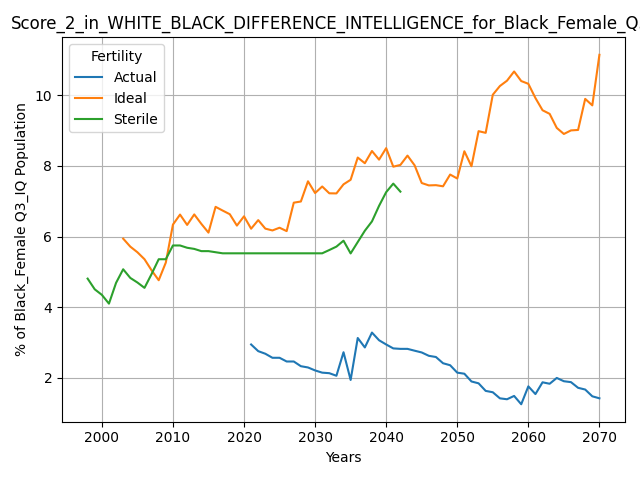 Score_2_in_WHITE_BLACK_DIFFERENCE_INTELLIGENCE_for_Black_Female_Q
Fertility
Actual
Ideal
Sterile
% of Black_Female Q3_IQ Population
10
8
6
4
2
2000 2010 2020 2030 2040 2050 2060 2070
Years